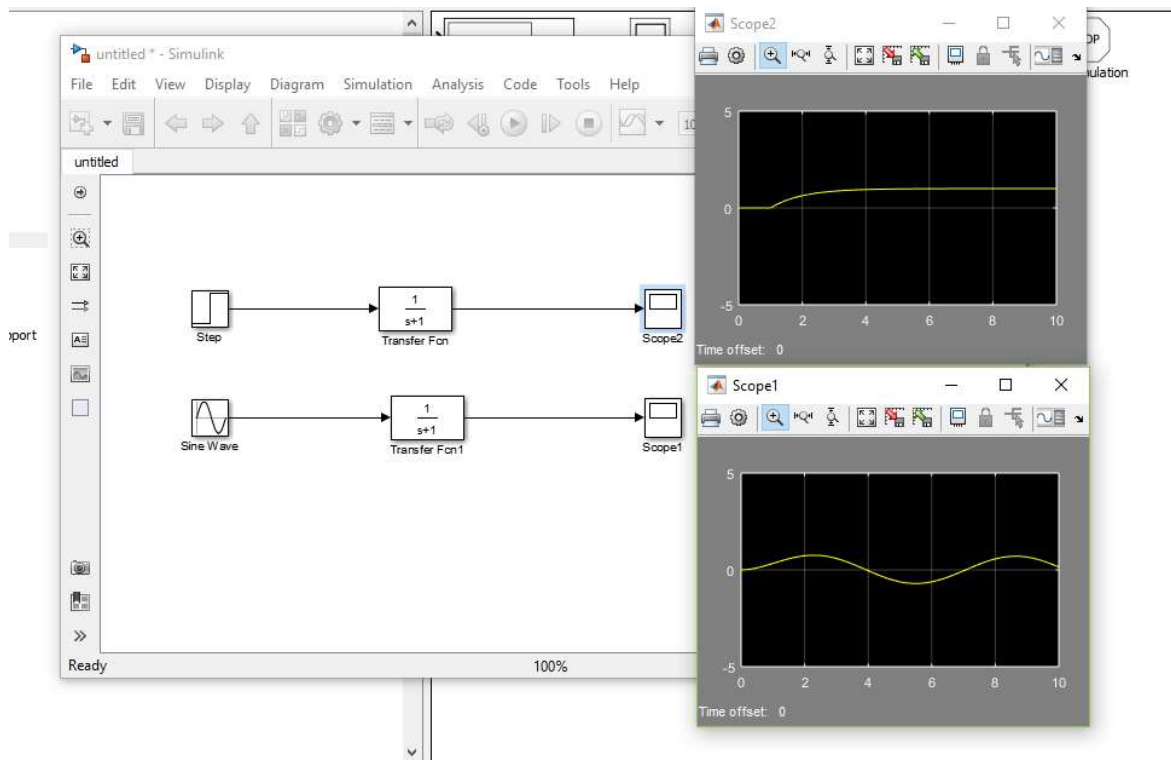 untitled * - Simulink
File Edit View Display Diagram Simulation Analysis Code Tools Help
10
untitled
Step
1
s+1
Transfer Fcn
Scope2
Sine Wave
1
s+1
Transfer Fcn1
Scope1
Ready
100%
Scope2
5
0
-5
0 2 4 6 8 10
Time offset: 0
Scope1
5
0
-5
0 2 4 6 8 10
Time offset: 0